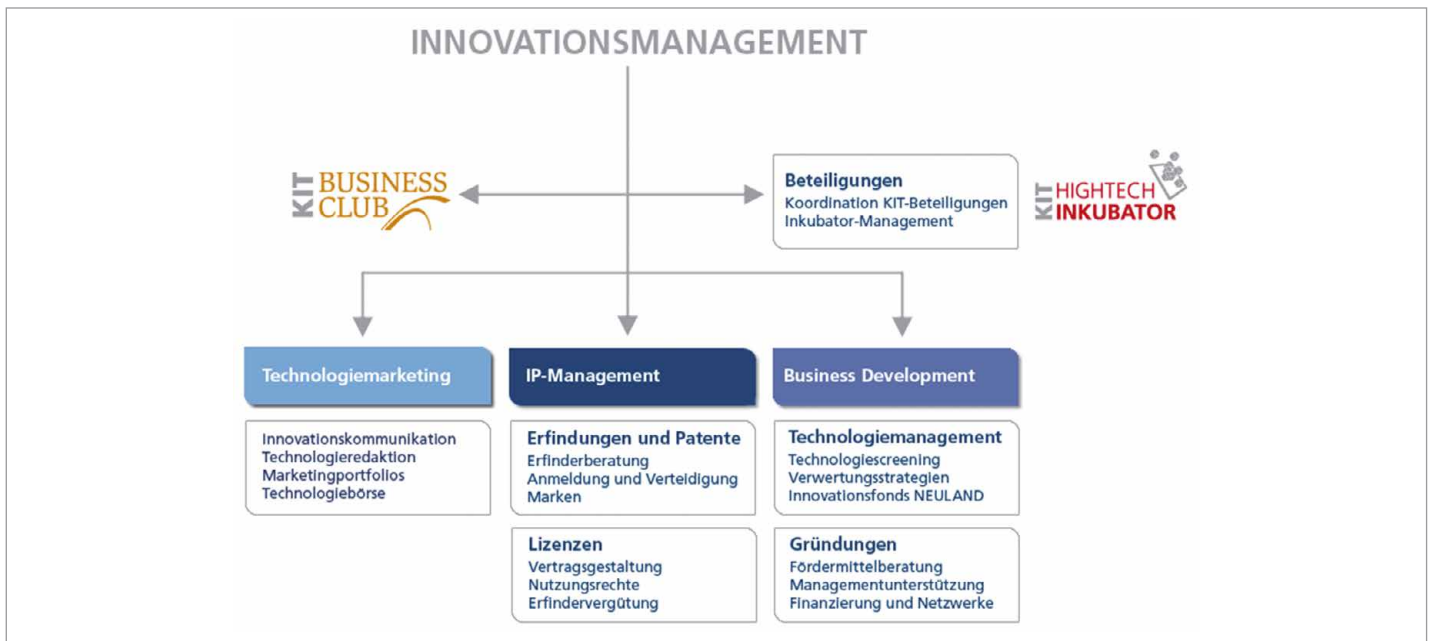 INNOVATIONSMANAGEMENT
KIT BUSINESS
CLUB
Beteiligungen
Koordination KIT-Beteiligungen
Inkubator-Management
KIT HIGHTECH
INKUBATOR
Technologiemarketing
Innovationskommunikation
Technologieredaktion
Marketingportfolios
Technologiebörse
IP-Management
Erfindungen und Patente
Erfinderberatung
Anmeldung und Verteidigung
Marken
Lizenzen
Vertragsgestaltung
Nutzungsrechte
Erfindervergütung
Business Development
Technologiemanagement
Technologiescreening
Verwertungsstrategien
Innovationsfonds NEULAND
Gründungen
Fördermittelberatung
Managementunterstützung
Finanzierung und Netzwerke